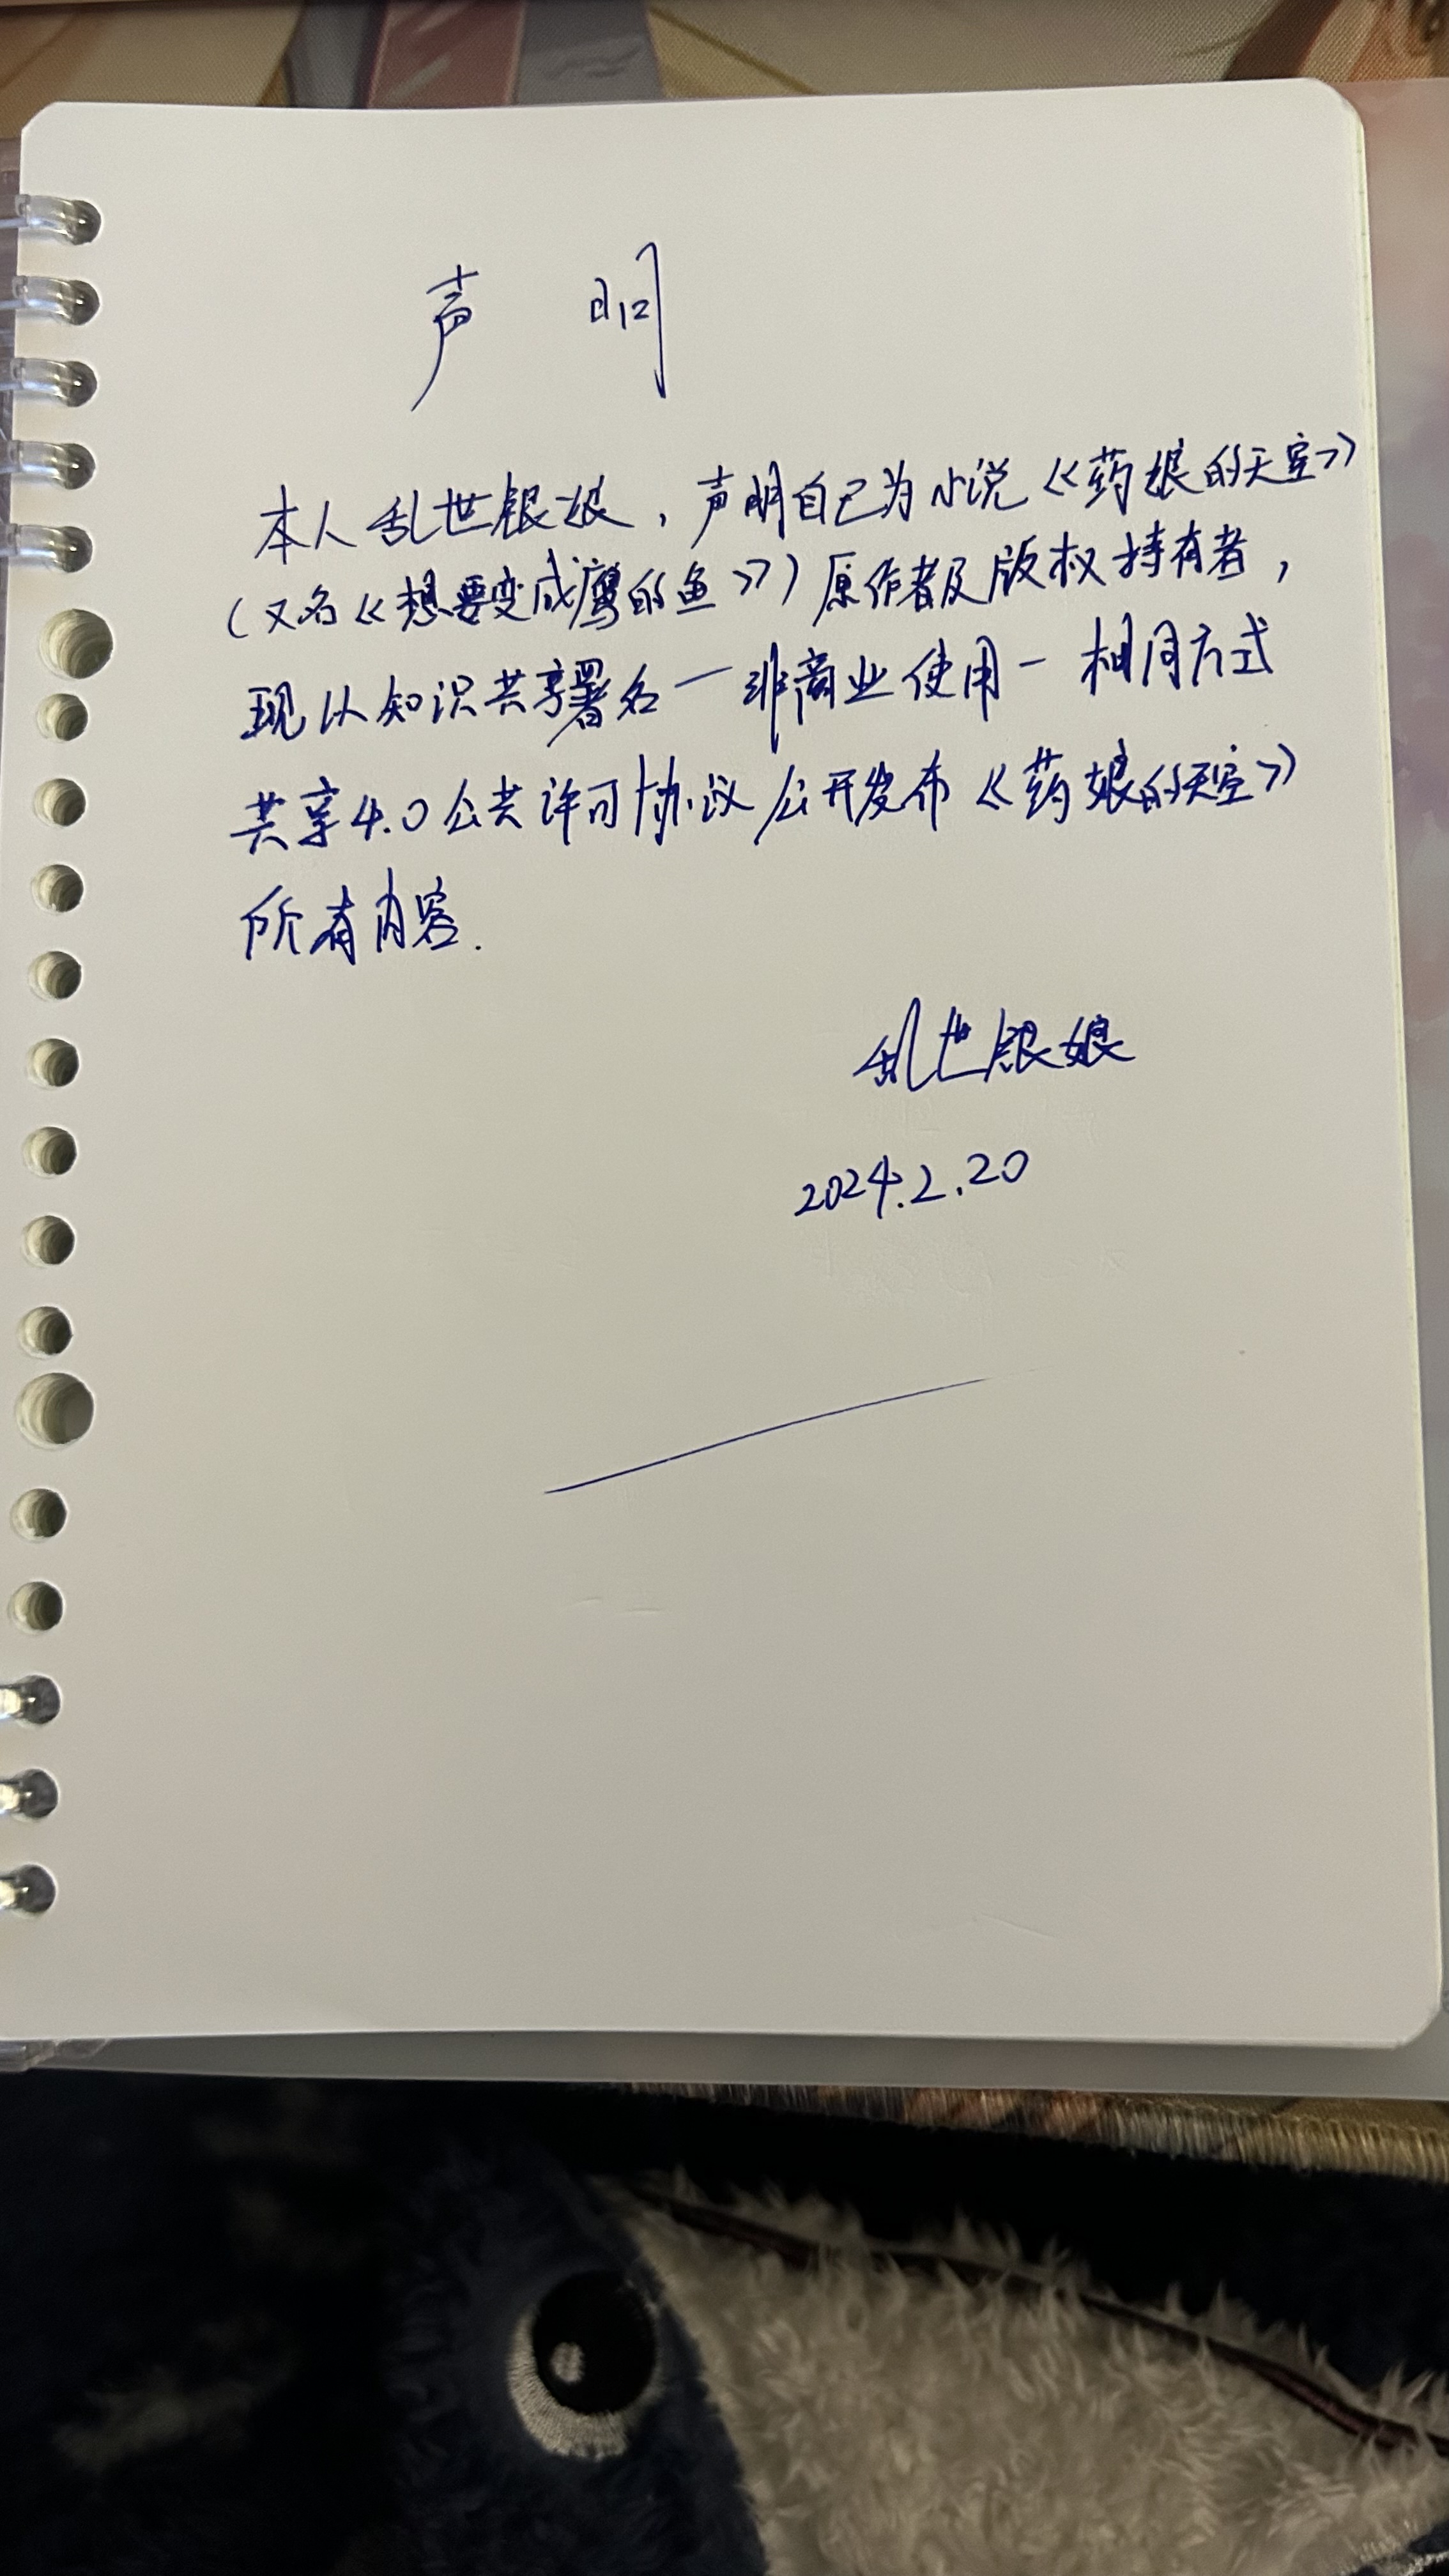 声 明
本人乱世银娘，声明自己为小说《药娘的天空》
（又名《想要变成鹰的鱼》）原作者及版权持有者，
现以知识共享署名－非商业使用－相同方式
共享4.0公共许可协议公开发布《药娘的天空》
所有内容.
乱世银娘
2024.2.20